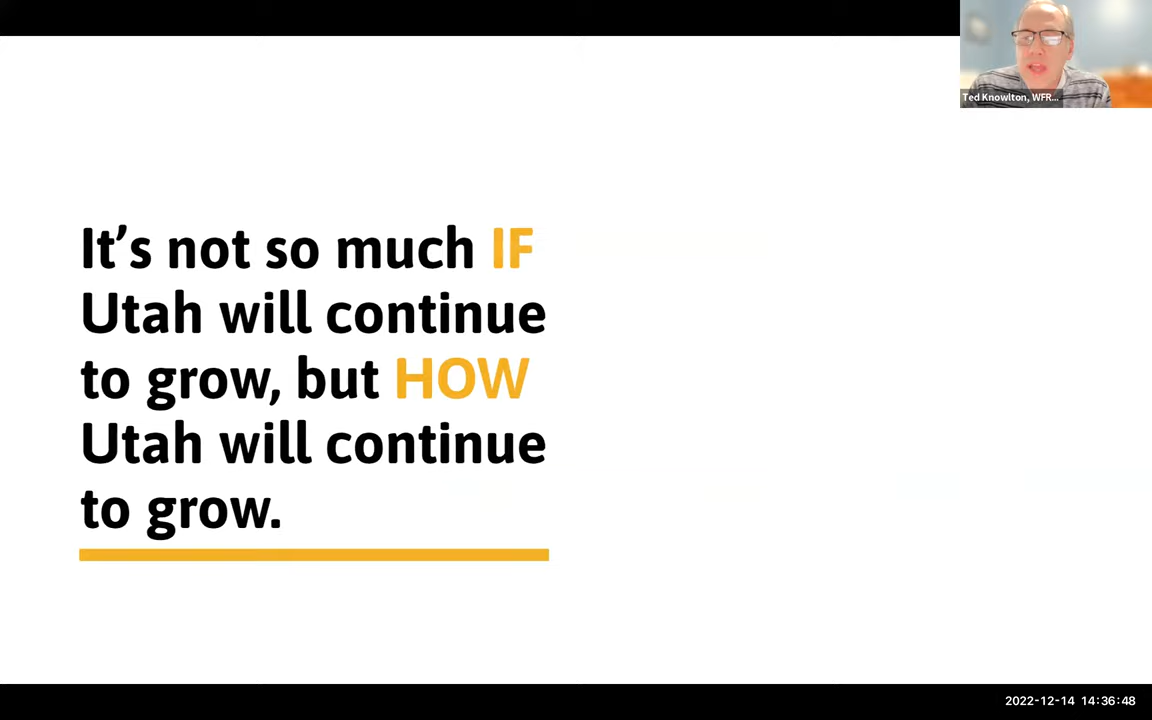 Ted Knowlton, WFR...
It’s not so much IF
Utah will continue
to grow, but HOW
Utah will continue
to grow.
2022-12-14 14:36:48